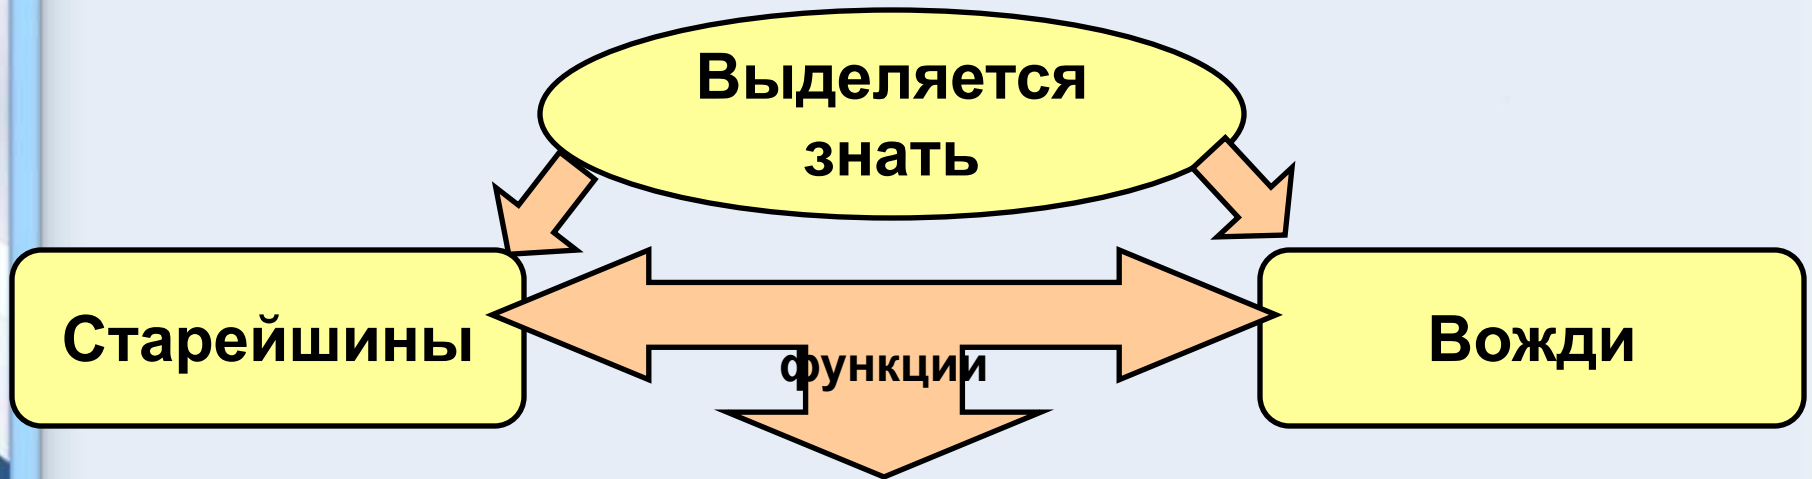 Выделяется
знать
Старейшины
Вожди
функции